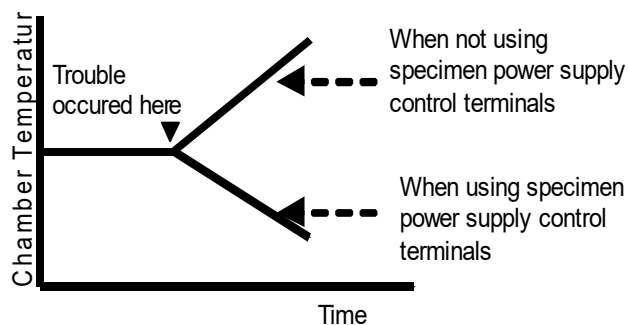 Chamber Temperatur
Trouble
occured here
When not using
specimen power supply
control terminals
When using specimen
power supply control
terminals
Time